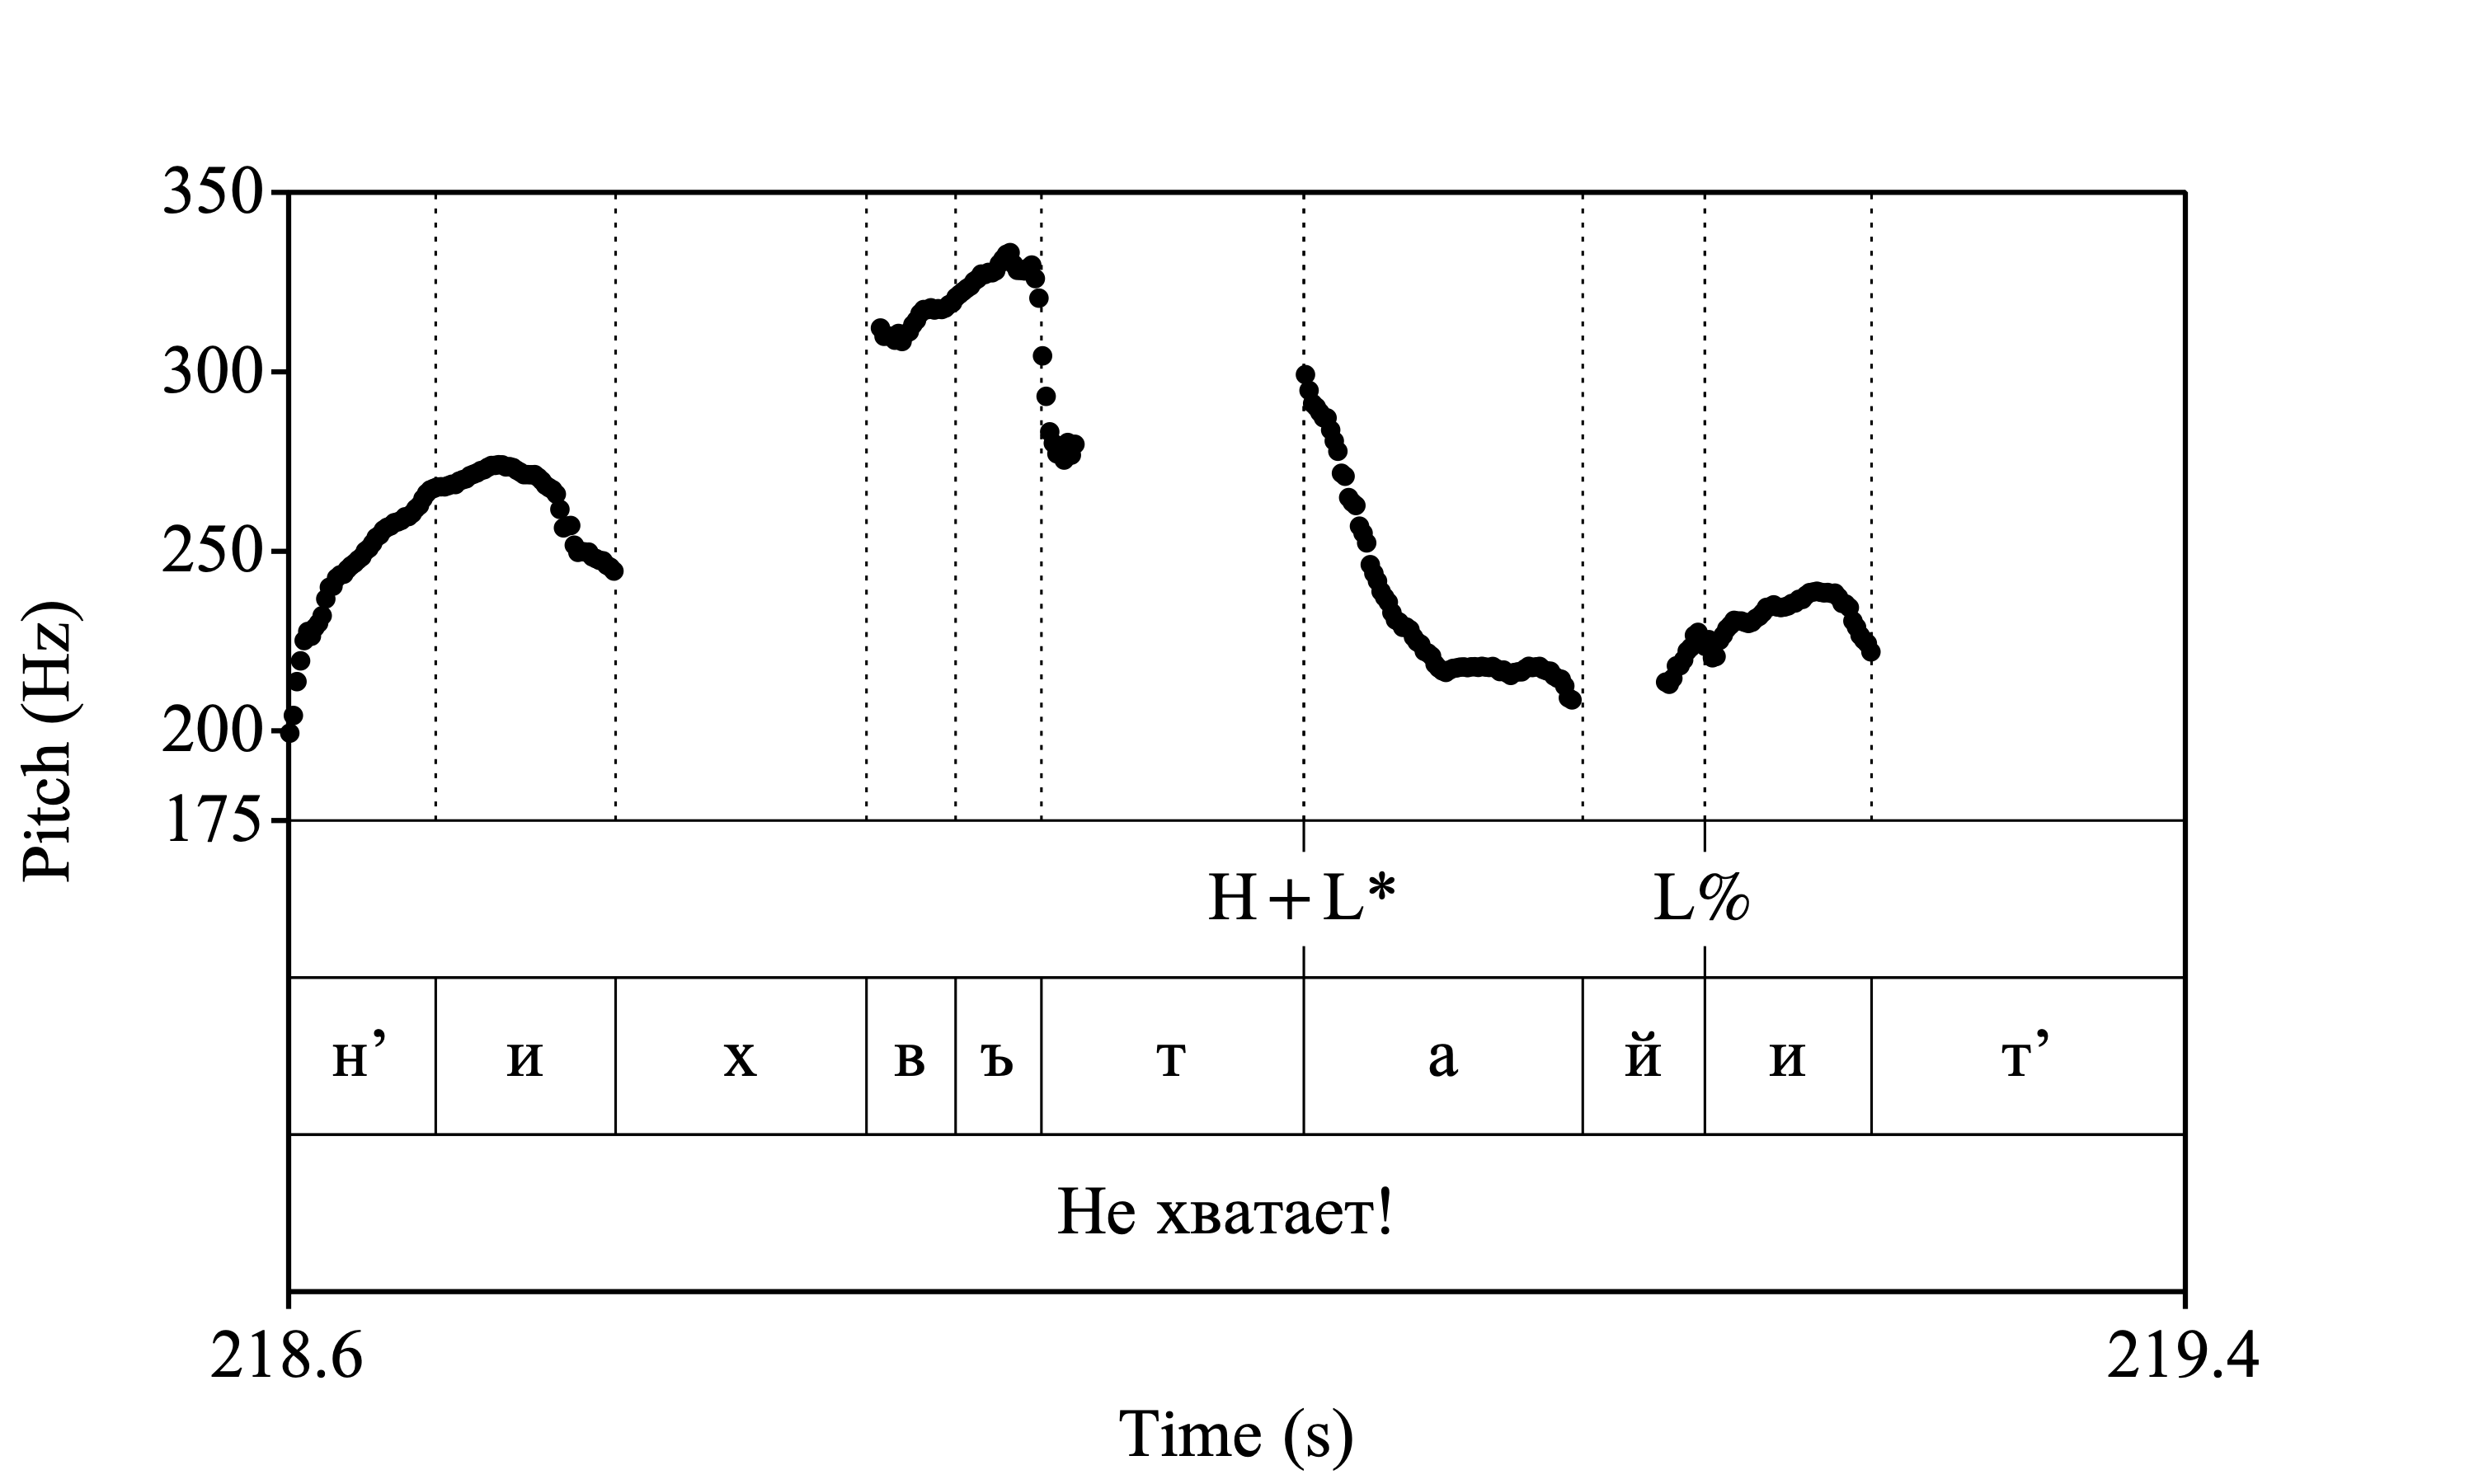 350
300
250
200
175
Pitch (Hz)
H+L* L%
н’ и х в ъ т а й и т’
Не хватает!
218.6 219.4
Time (s)